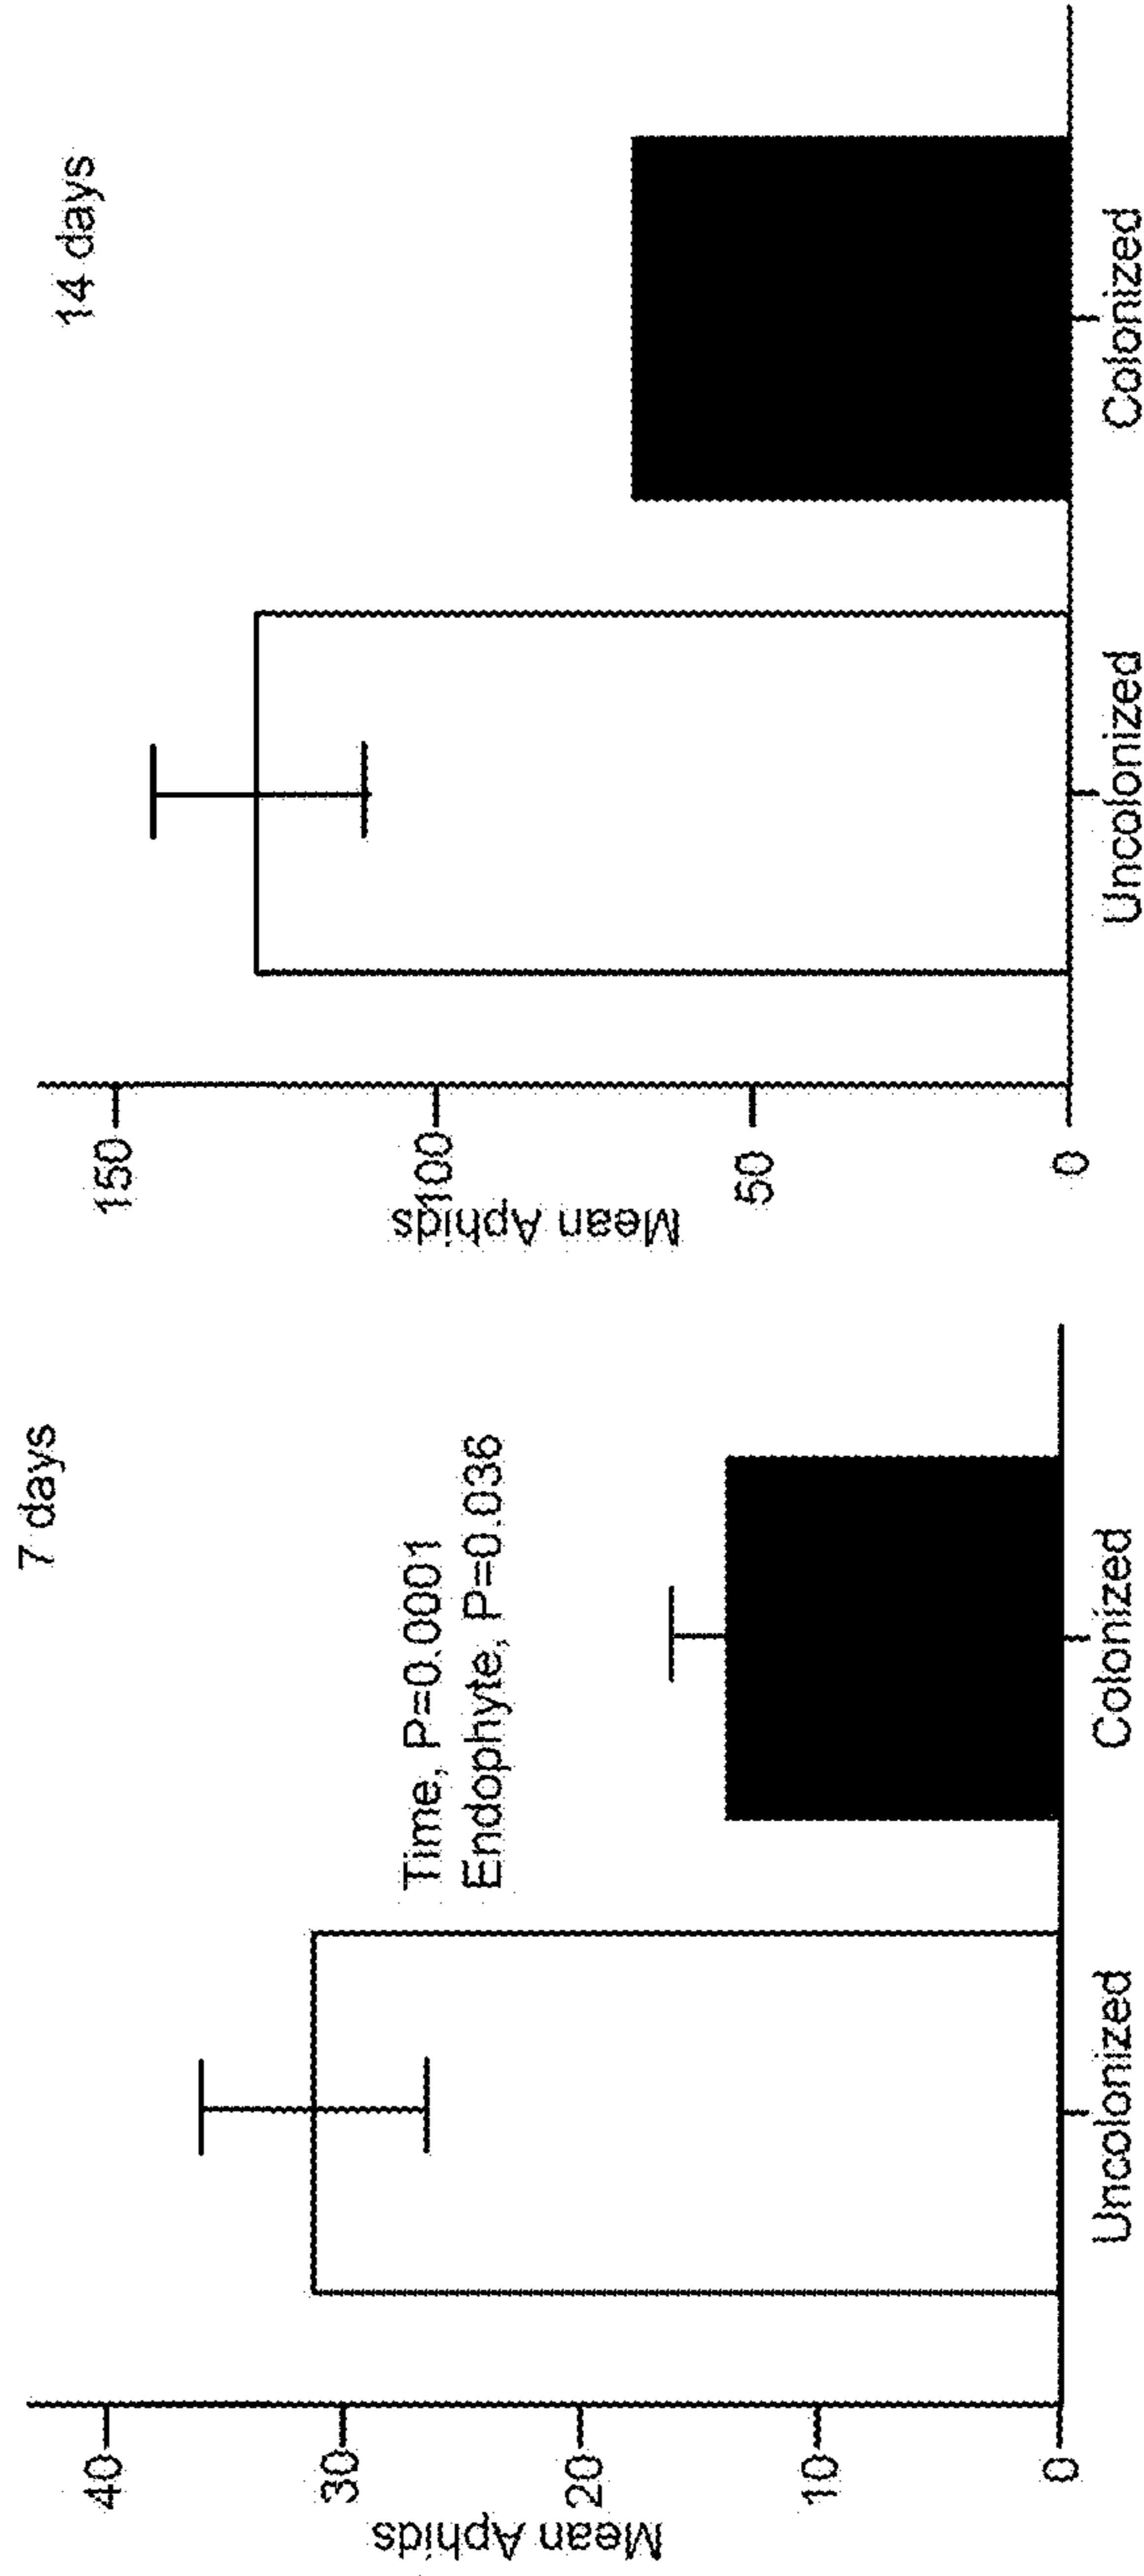 7 days
Mean Aphids
40
30
20
10
0
Time, P=0.0001
Endophyte, P=0.036
Uncolonized
Colonized
14 days
Mean Aphids
150
100
50
0
Uncolonized
Colonized